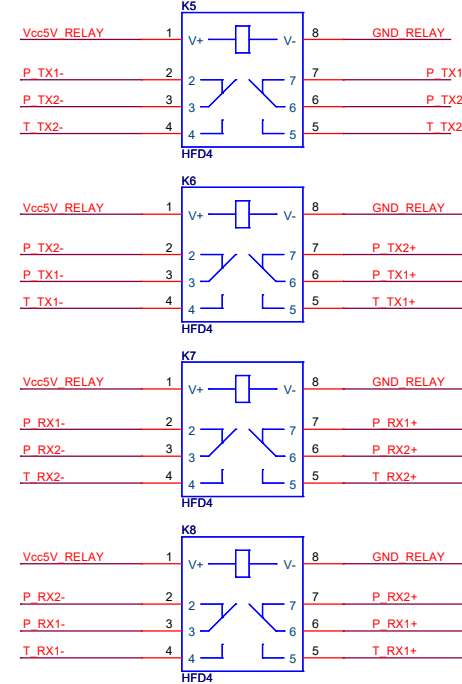 K5
Vcc5V_RELAY 1 V+ V- 8 GND_RELAY
P_TX1- 2 2 7 7 P_TX1
P_TX2- 3 3 6 6 P_TX2
T_TX2- 4 4 5 5 T_TX2
HFD4
K6
Vcc5V_RELAY 1 V+ V- 8 GND_RELAY
P_TX2- 2 2 7 7 P_TX2+
P_TX1- 3 3 6 6 P_TX1+
T_TX1- 4 4 5 5 T_TX1+
HFD4
K7
Vcc5V_RELAY 1 V+ V- 8 GND_RELAY
P_RX1- 2 2 7 7 P_RX1+
P_RX2- 3 3 6 6 P_RX2+
T_RX2- 4 4 5 5 T_RX2+
HFD4
K8
Vcc5V_RELAY 1 V+ V- 8 GND_RELAY
P_RX2- 2 2 7 7 P_RX2+
P_RX1- 3 3 6 6 P_RX1+
T_RX1- 4 4 5 5 T_RX1+
HFD4